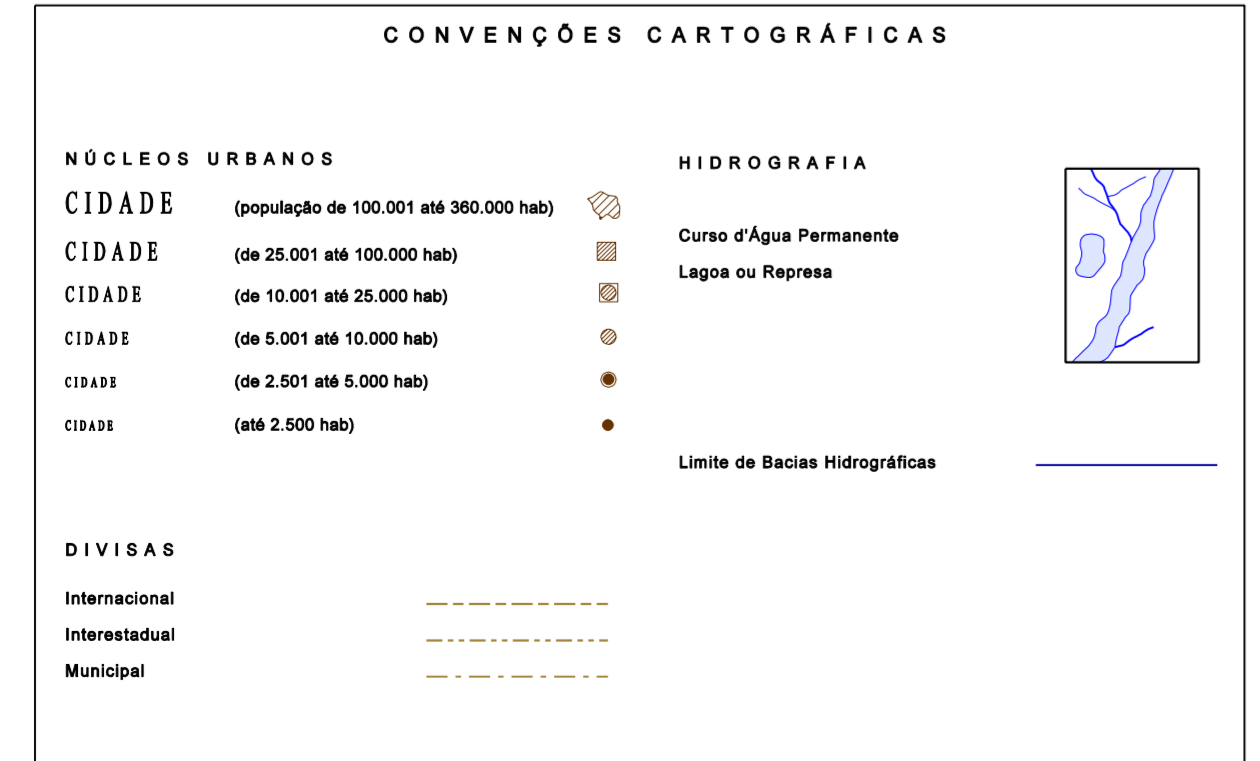 CONVENÇÕES CARTOGRÁFICAS
NÚCLEOS URBANOS
CIDADE (população de 100.001 até 360.000 hab)
CIDADE (de 25.001 até 100.000 hab)
CIDADE (de 10.001 até 25.000 hab)
CIDADE (de 5.001 até 10.000 hab)
CIDADE (de 2.501 até 5.000 hab)
CIDADE (até 2.500 hab)
DIVISAS
Internacional
Interestadual
Municipal
HIDROGRAFIA
Curso d'Água Permanente
Lagoa ou Represa
Limite de Bacias Hidrográficas